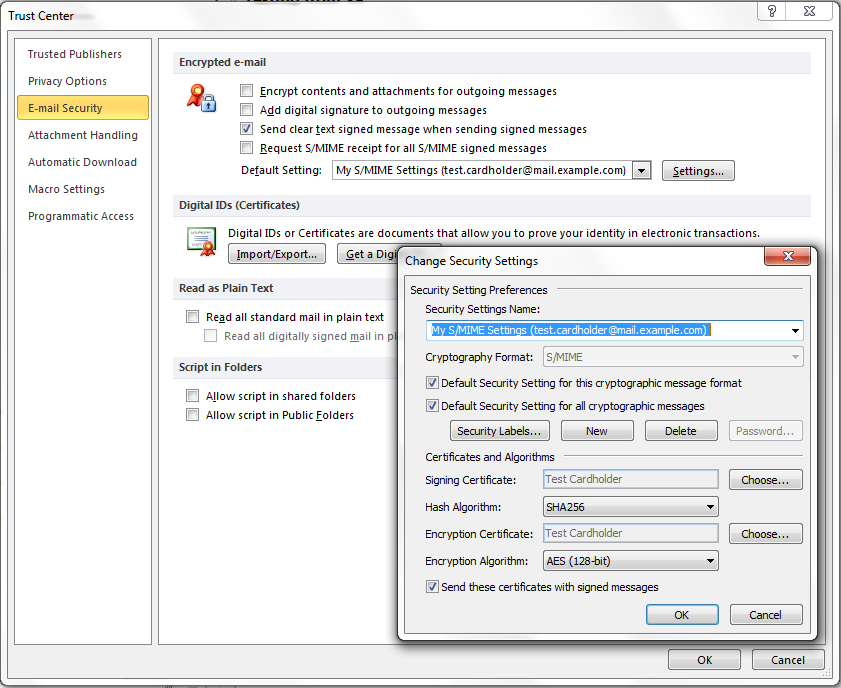 Trust Center
Trusted Publishers
Privacy Options
E-mail Security
Attachment Handling
Automatic Download
Macro Settings
Programmatic Access
Encrypted e-mail
Encrypt contents and attachments for outgoing messages
Add digital signature to outgoing messages
Send clear text signed message when sending signed messages
Request S/MIME receipt for all S/MIME signed messages
Default Setting: My S/MIME Settings (test.cardholder@mail.example.com) Settings...
Digital IDs (Certificates)
Digital IDs or Certificates are documents that allow you to prove your identity in electronic transactions.
Import/Export... Get a Digi
Read as Plain Text
Read all standard mail in plain text
Read all digitally signed mail in pl
Script in Folders
Allow script in shared folders
Allow script in Public Folders
Change Security Settings
Security Setting Preferences
Security Settings Name:
My S/MIME Settings (test.cardholder@mail.example.com)
Cryptography Format: S/MIME
Default Security Setting for this cryptographic message format
Default Security Setting for all cryptographic messages
Security Labels... New Delete Password...
Certificates and Algorithms
Signing Certificate: Test Cardholder Choose...
Hash Algorithm: SHA256
Encryption Certificate: Test Cardholder Choose...
Encryption Algorithm: AES (128-bit)
Send these certificates with signed messages
OK Cancel
OK Cancel